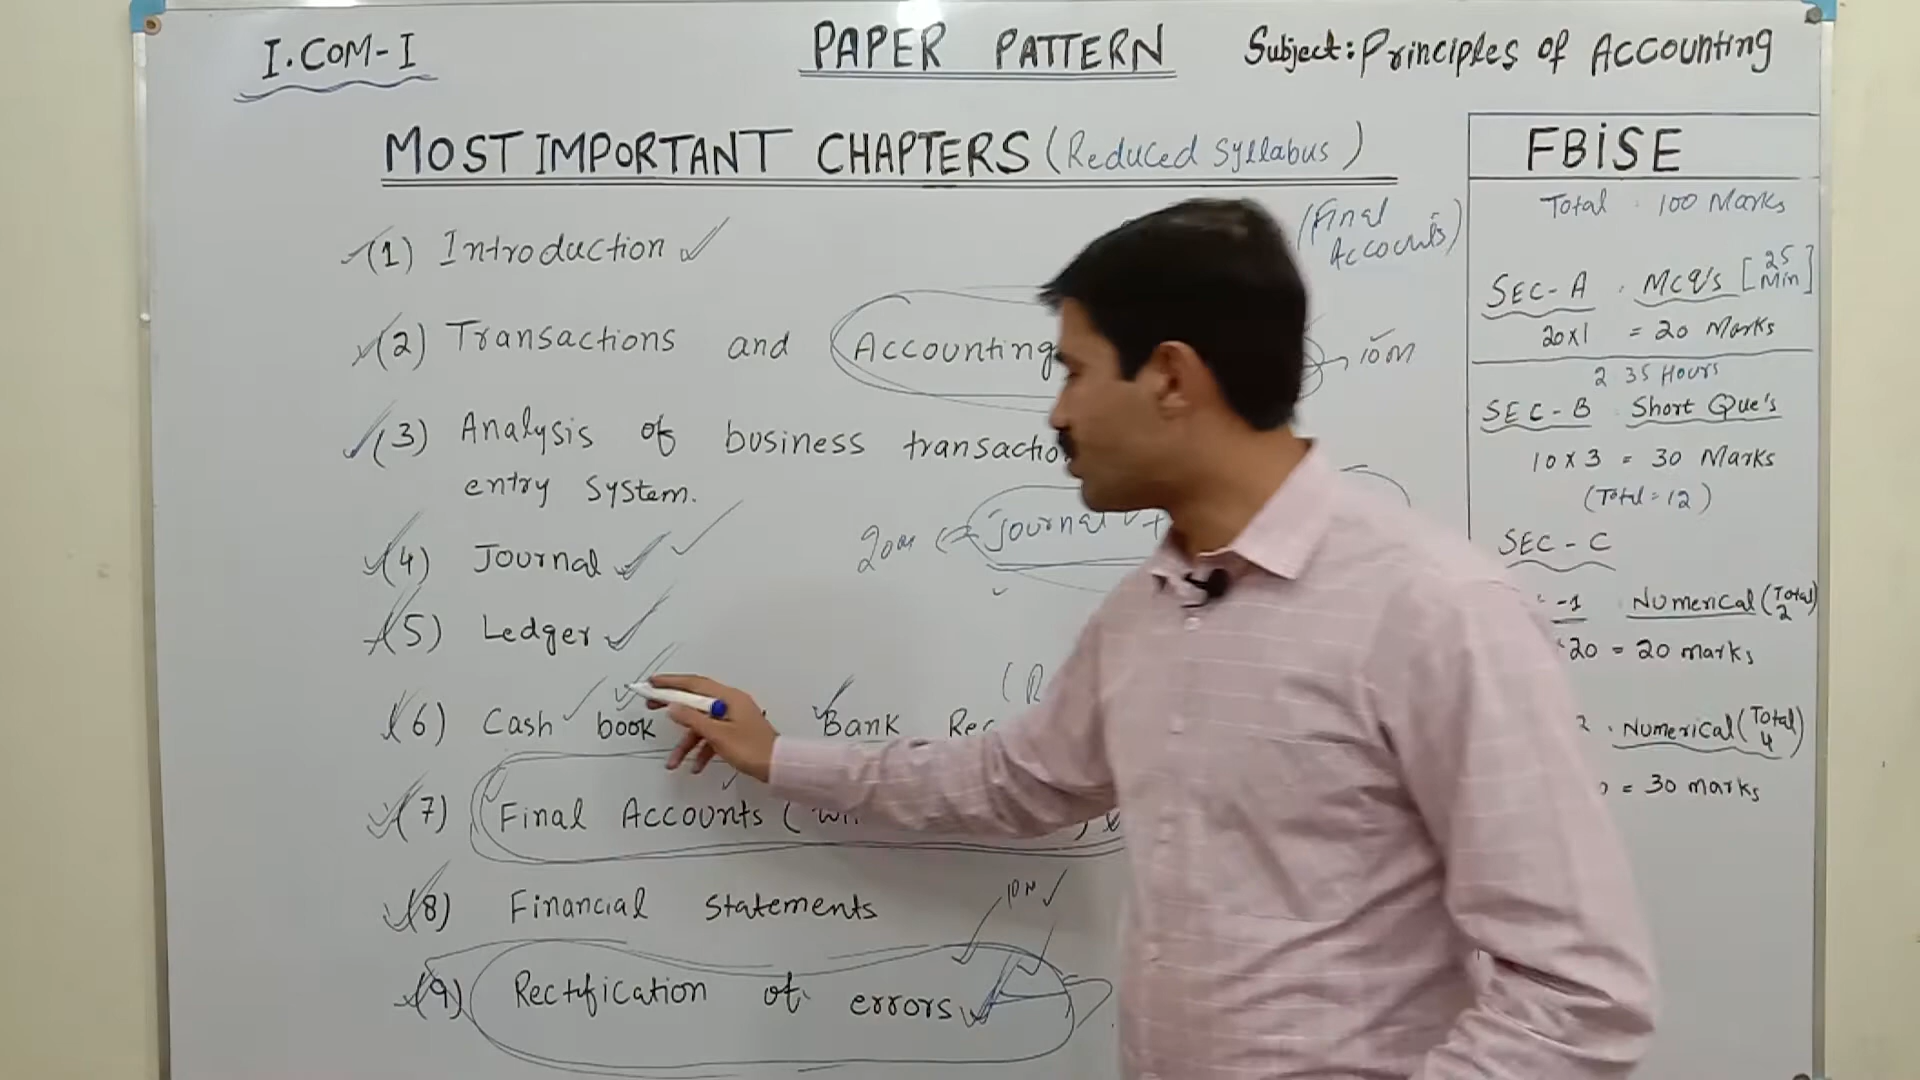 I.COM-I
PAPER PATTERN
Subject: Principles of Accounting
MOST IMPORTANT CHAPTERS (Reduced Syllabus)
(1) Introduction
(Final
Accounts)
(2) Transactions and Accounting
10M
(3) Analysis of business
entry System.
20M
Journal +
(4) Journal
(5) Ledger
(6) Cash book
Bank
(7) Final Accounts (
(8) Financial Statements
10M
(9) Rectification of errors
FBiSE
Total : 100 Marks
SEC-A : MCQ's [25 Min]
20x1 = 20 Marks
2 35 Hours
SEC-B Short Que's
10x3 = 30 Marks
(Total = 12)
SEC-C
-1 Numerical (Total 2)
20 = 20 marks
Numerical (Total 4)
= 30 marks